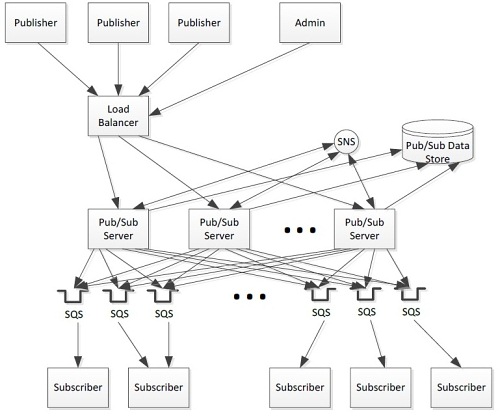 Publisher
Publisher
Publisher
Admin
Load
Balancer
SNS
Pub/Sub Data
Store
Pub/Sub
Server
Pub/Sub
Server
Pub/Sub
Server
SQS
SQS
SQS
SQS
SQS
SQS
Subscriber
Subscriber
Subscriber
Subscriber
Subscriber